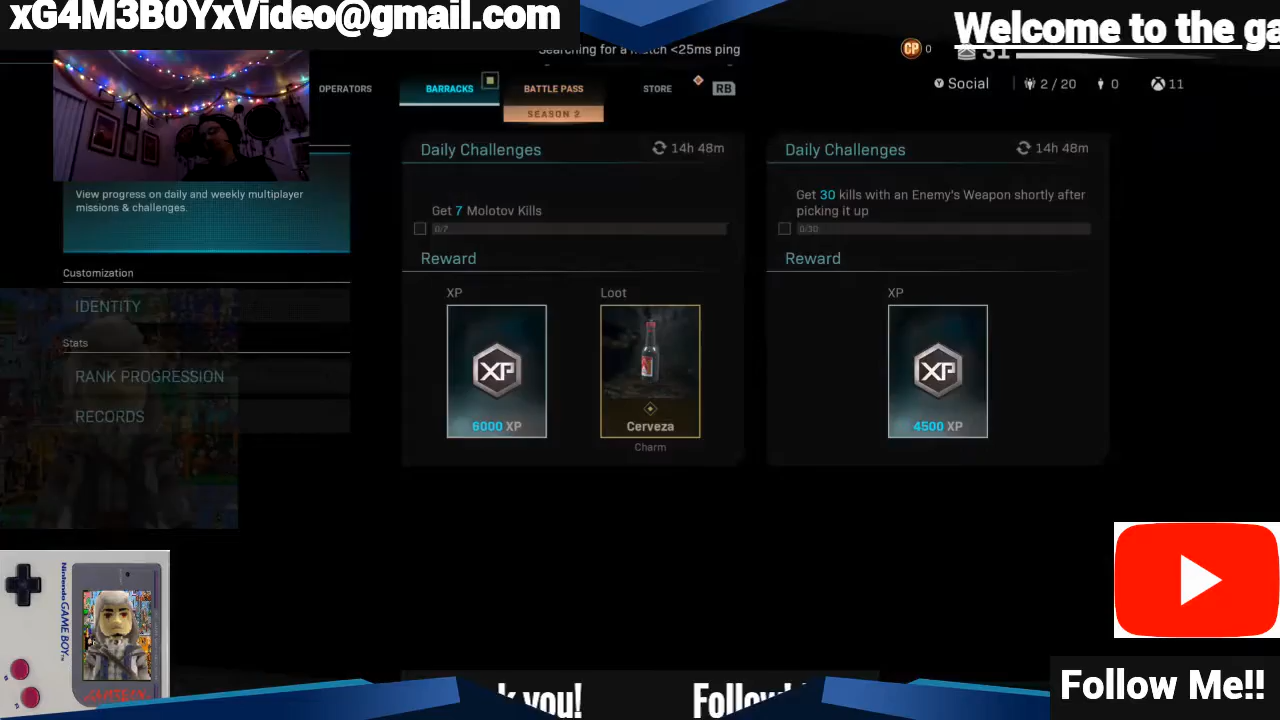 xG4M3B0YxVideo@gmail.com
Welcome to the ga
Searching for a match <25ms ping
CP 0
31
Social
2 / 20
0
11
OPERATORS
BARRACKS
BATTLE PASS
SEASON 2
STORE
RB
View progress on daily and weekly multiplayer
missions & challenges.
Customization
IDENTITY
Stats
RANK PROGRESSION
RECORDS
Daily Challenges
14h 48m
Get 7 Molotov Kills
0/7
Reward
XP
XP
6000 XP
Loot
Cerveza
Charm
Daily Challenges
14h 48m
Get 30 kills with an Enemy's Weapon shortly after
picking it up
0/30
Reward
XP
XP
4500 XP
Nintendo GAME BOY
Follow Me!!
k you!
Follow